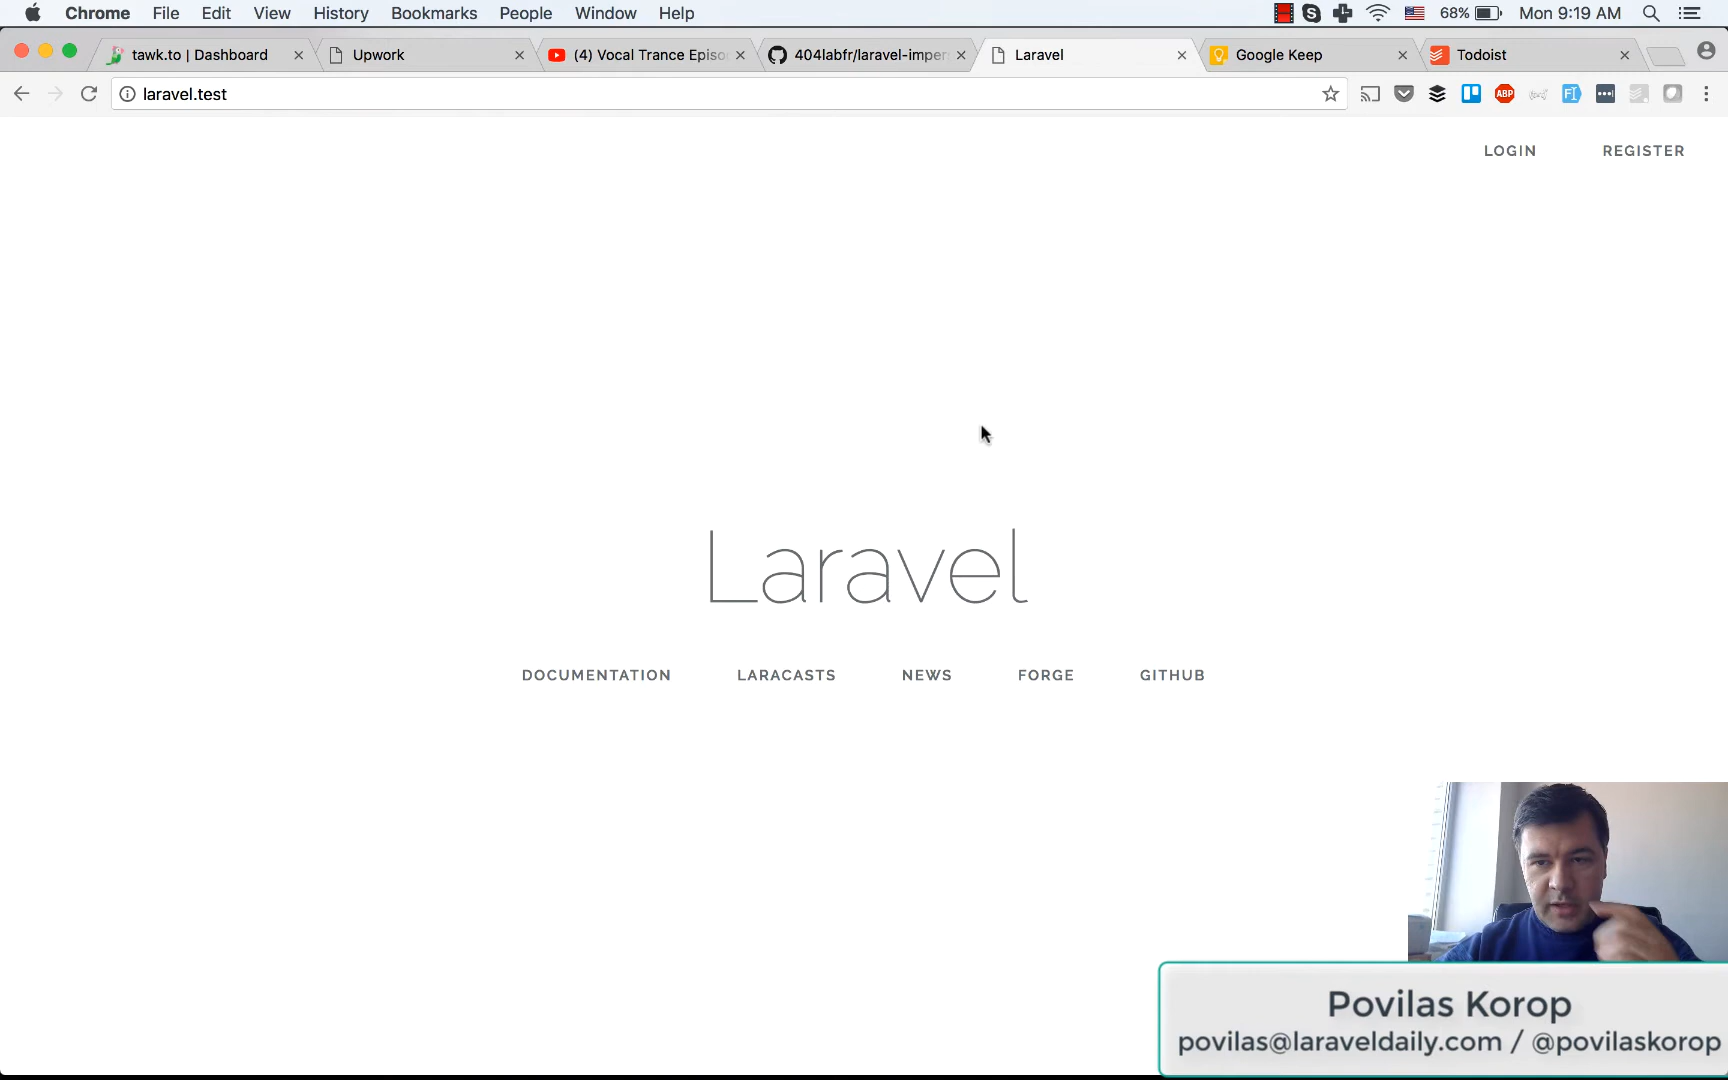 Chrome File Edit View History Bookmarks People Window Help 68% Mon 9:19 AM
tawk.to | Dashboard Upwork (4) Vocal Trance Episo 404labfr/laravel-imper Laravel Google Keep Todoist
laravel.test ABP
LOGIN REGISTER
Laravel
DOCUMENTATION LARACASTS NEWS FORGE GITHUB
Povilas Korop
povilas@laraveldaily.com / @povilaskorop